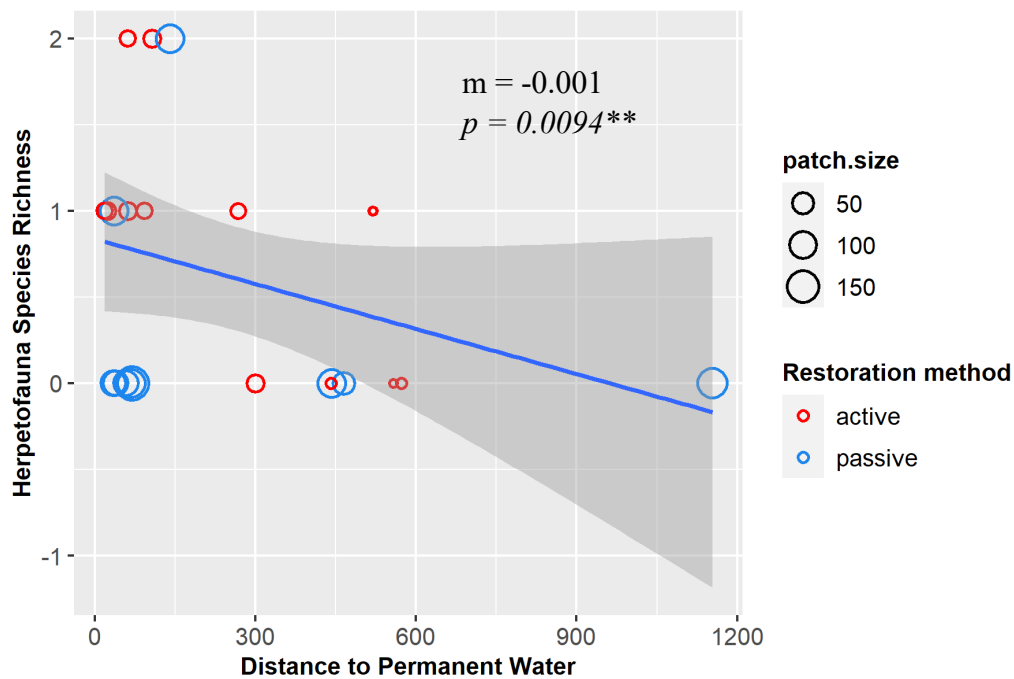 2
1
0
-1
Herpetofauna Species Richness
m = -0.001
p = 0.0094**
0
300
600
900
1200
Distance to Permanent Water
patch.size
50
100
150
Restoration method
active
passive